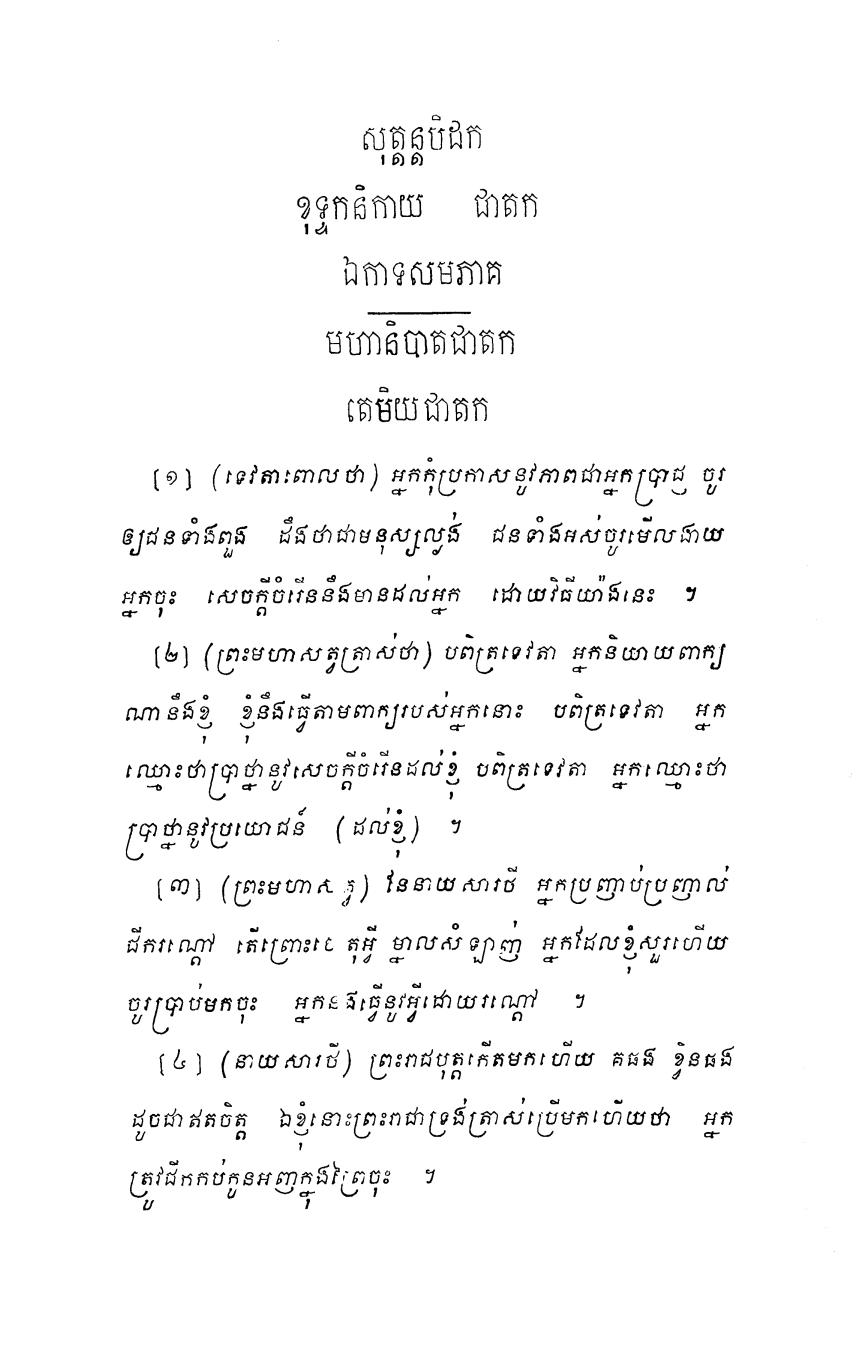 សុត្តន្តបិដក
ខុទ្ទកនិកាយ ជាតក
ឯកាទសមភាគ
មហានិបាតជាតក
តេមិយជាតក
[១] (ទេវតាពោលថា) អ្នកកុំប្រកាសនូវភាពជាអ្នកប្រាជ្ញ ចូរ
ឲ្យជនទាំងពួង ដឹងថាជាមនុស្សល្ងង់ ជនទាំងអស់ចូរមើលងាយ
អ្នកចុះ សេចក្តីចំរើននឹងមានដល់អ្នក ដោយវិធីយ៉ាងនេះ ។
[២] (ព្រះមហាសត្វត្រាស់ថា) បពិត្រទេវតា អ្នកនិយាយពាក្យ
ណានឹងខ្ញុំ ខ្ញុំនឹងធ្វើតាមពាក្យរបស់អ្នកនោះ បពិត្រទេវតា អ្នក
ឈ្មោះថាប្រាថ្នានូវសេចក្តីចំរើនដល់ខ្ញុំ បពិត្រទេវតា អ្នកឈ្មោះថា
ប្រាថ្នានូវប្រយោជន៍ (ដល់ខ្ញុំ) ។
[៣] (ព្រះមហាសត្វ) នែនាយសារថី អ្នកប្រញាប់ប្រញាល់
ជីករណ្តៅ តើព្រោះហេតុអ្វី ម្នាលសំឡាញ់ អ្នកដែលខ្ញុំសួរហើយ
ចូរប្រាប់មកចុះ អ្នកនឹងធ្វើនូវអ្វីដោយរណ្តៅ ។
[៤] (នាយសារថី) ព្រះរាជបុត្តកើតមកហើយ គផង ខ្វិនផង
ដូចជាឥតចិត្ត ឯខ្ញុំនោះព្រះរាជាទ្រង់ត្រាស់ប្រើមកហើយថា អ្នក
ត្រូវជីកកប់កូនអញក្នុងព្រៃចុះ ។